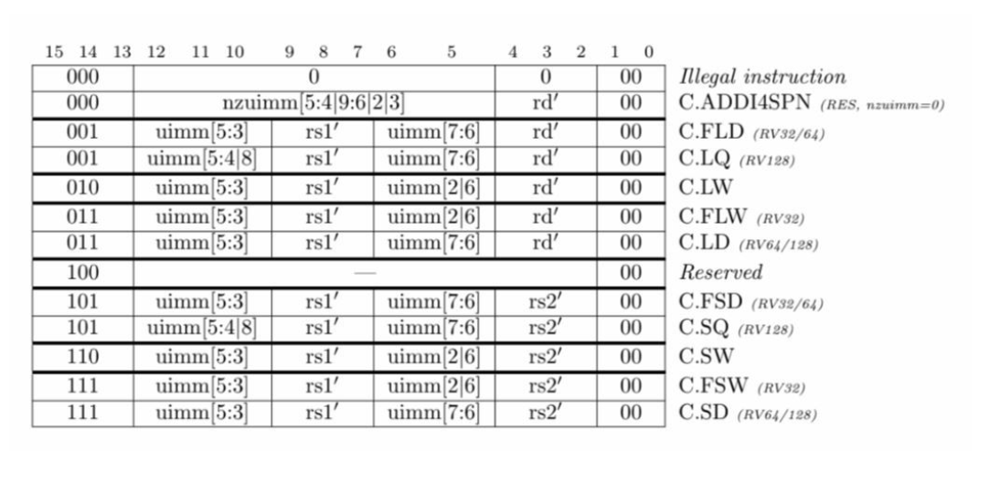 15 14 13 12 11 10 9 8 7 6 5 4 3 2 1 0
000 0 0 00 Illegal instruction
000 nzuimm[5:4|9:6|2|3] rd′ 00 C.ADDI4SPN (RES, nzuimm=0)
001 uimm[5:3] rs1′ uimm[7:6] rd′ 00 C.FLD (RV32/64)
001 uimm[5:4|8] rs1′ uimm[7:6] rd′ 00 C.LQ (RV128)
010 uimm[5:3] rs1′ uimm[2|6] rd′ 00 C.LW
011 uimm[5:3] rs1′ uimm[2|6] rd′ 00 C.FLW (RV32)
011 uimm[5:3] rs1′ uimm[7:6] rd′ 00 C.LD (RV64/128)
100 — 00 Reserved
101 uimm[5:3] rs1′ uimm[7:6] rs2′ 00 C.FSD (RV32/64)
101 uimm[5:4|8] rs1′ uimm[7:6] rs2′ 00 C.SQ (RV128)
110 uimm[5:3] rs1′ uimm[2|6] rs2′ 00 C.SW
111 uimm[5:3] rs1′ uimm[2|6] rs2′ 00 C.FSW (RV32)
111 uimm[5:3] rs1′ uimm[7:6] rs2′ 00 C.SD (RV64/128)